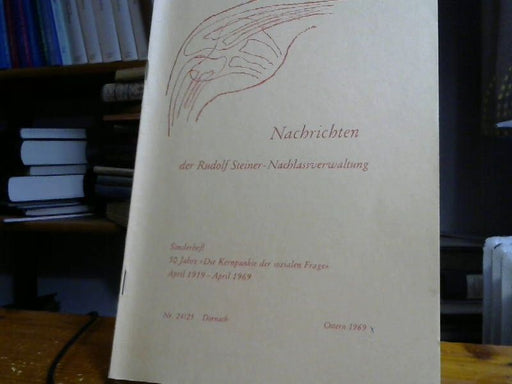 Nachrichten
der Rudolf Steiner-Nachlassverwaltung
Sonderheft
50 Jahre «Die Kernpunkte der sozialen Frage»
April 1919 – April 1969
Nr. 24/25 Dornach
Ostern 1969